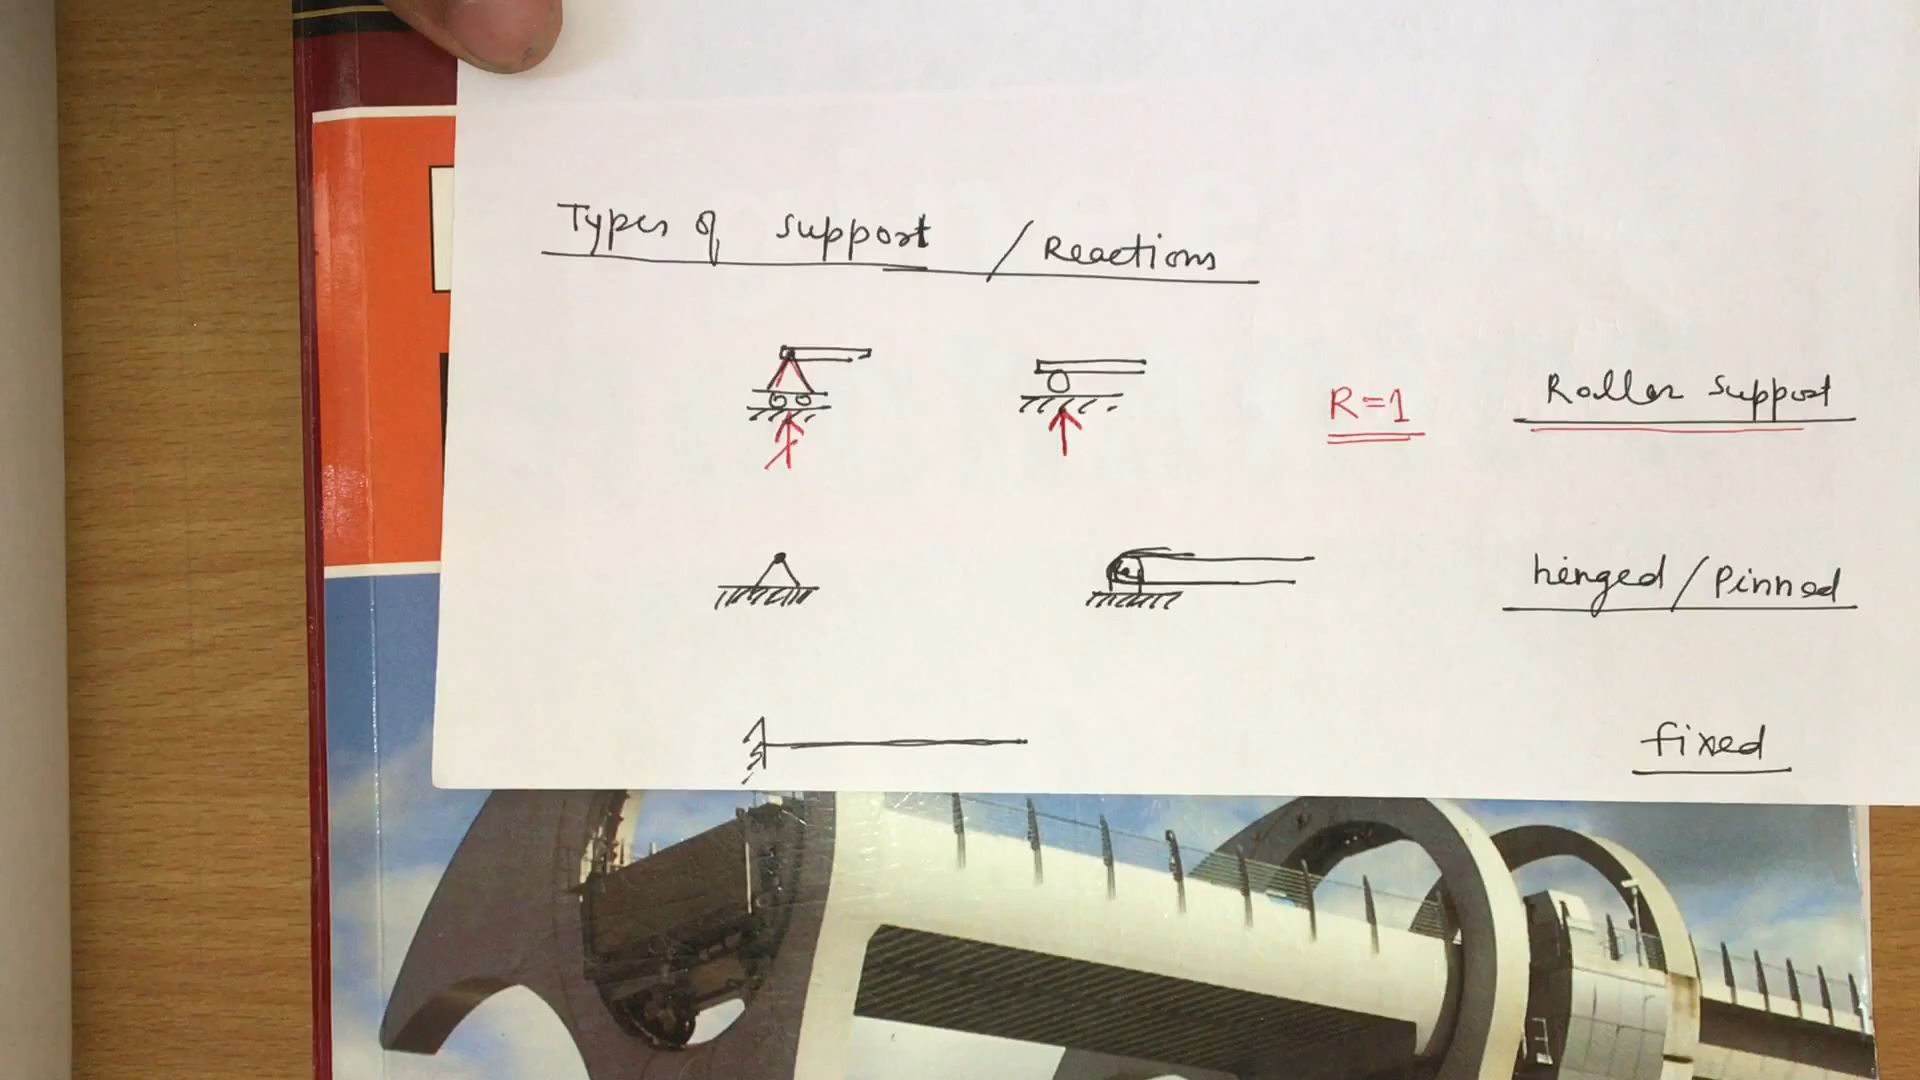 Types of support / Reactions
R=1
Roller support
hinged / Pinned
fixed